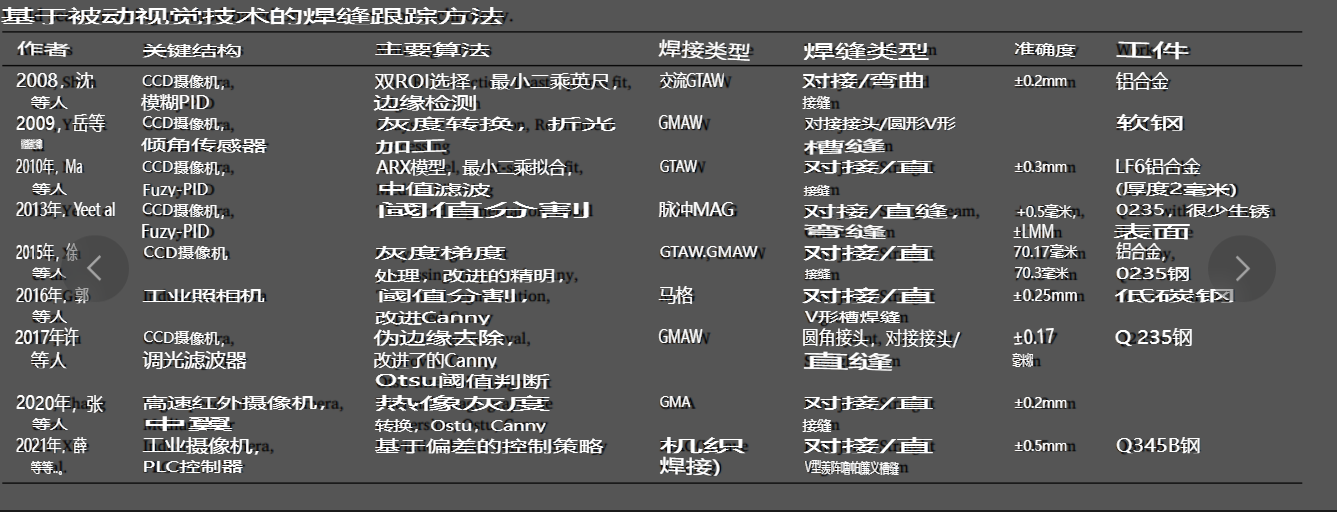 基于被动视觉技术的焊缝跟踪方法
作者 关键结构 主要算法 焊接类型 焊缝类型 准确度 工件
2008，沈 CCD摄像机， 双ROI选择，最小二乘英尺， 交流GTAW 对接/弯曲 ±0.2mm 铝合金
等人 模糊PID 边缘检测 接缝
2009，岳等 CCD摄像机， 灰度转换，折光 GMAW 对接接头/圆形V形 软钢
倾角传感器 加工 槽缝
2010年，Ma CCD摄像机， ARX模型，最小二乘拟合， GTAW 对接/直 ±0.3mm LF6铝合金
等人 Fuzy-PID 中值滤波 接缝 (厚度2毫米)
2013年，Yeet al CCD摄像机， 阈值分割 脉冲MAG 对接/直缝， +0.5毫米， Q235，很少生锈
Fuzy-PID 弯缝 ±LMM 表面
2015年，徐 CCD摄像机 灰度梯度 GTAW.GMAW 对接/直 70.17毫米 铝合金，
等人 处理，改进的精明， 接缝 70.3毫米 Q235钢
2016年，郭 工业照相机 阈值分割， 马格 对接/直 ±0.25mm 低碳钢
等人 改进Canny V形槽焊缝
2017年许 CCD摄像机， 伪边缘去除， GMAW 圆角接头，对接接头/ ±0.17 Q235钢
等人 调光滤波器 改进了的Canny 直缝 毫米
Otsu阈值判断
2020年，张 高速红外摄像机， 热像灰度 GMA 对接/直 ±0.2mm
等人 中翼 转换，Ostu，Canny 接缝
2021年，薛 工业摄像机， 基于偏差的控制策略 机织 对接/直 ±0.5mm Q345B钢
等等.。 PLC控制器 焊接)